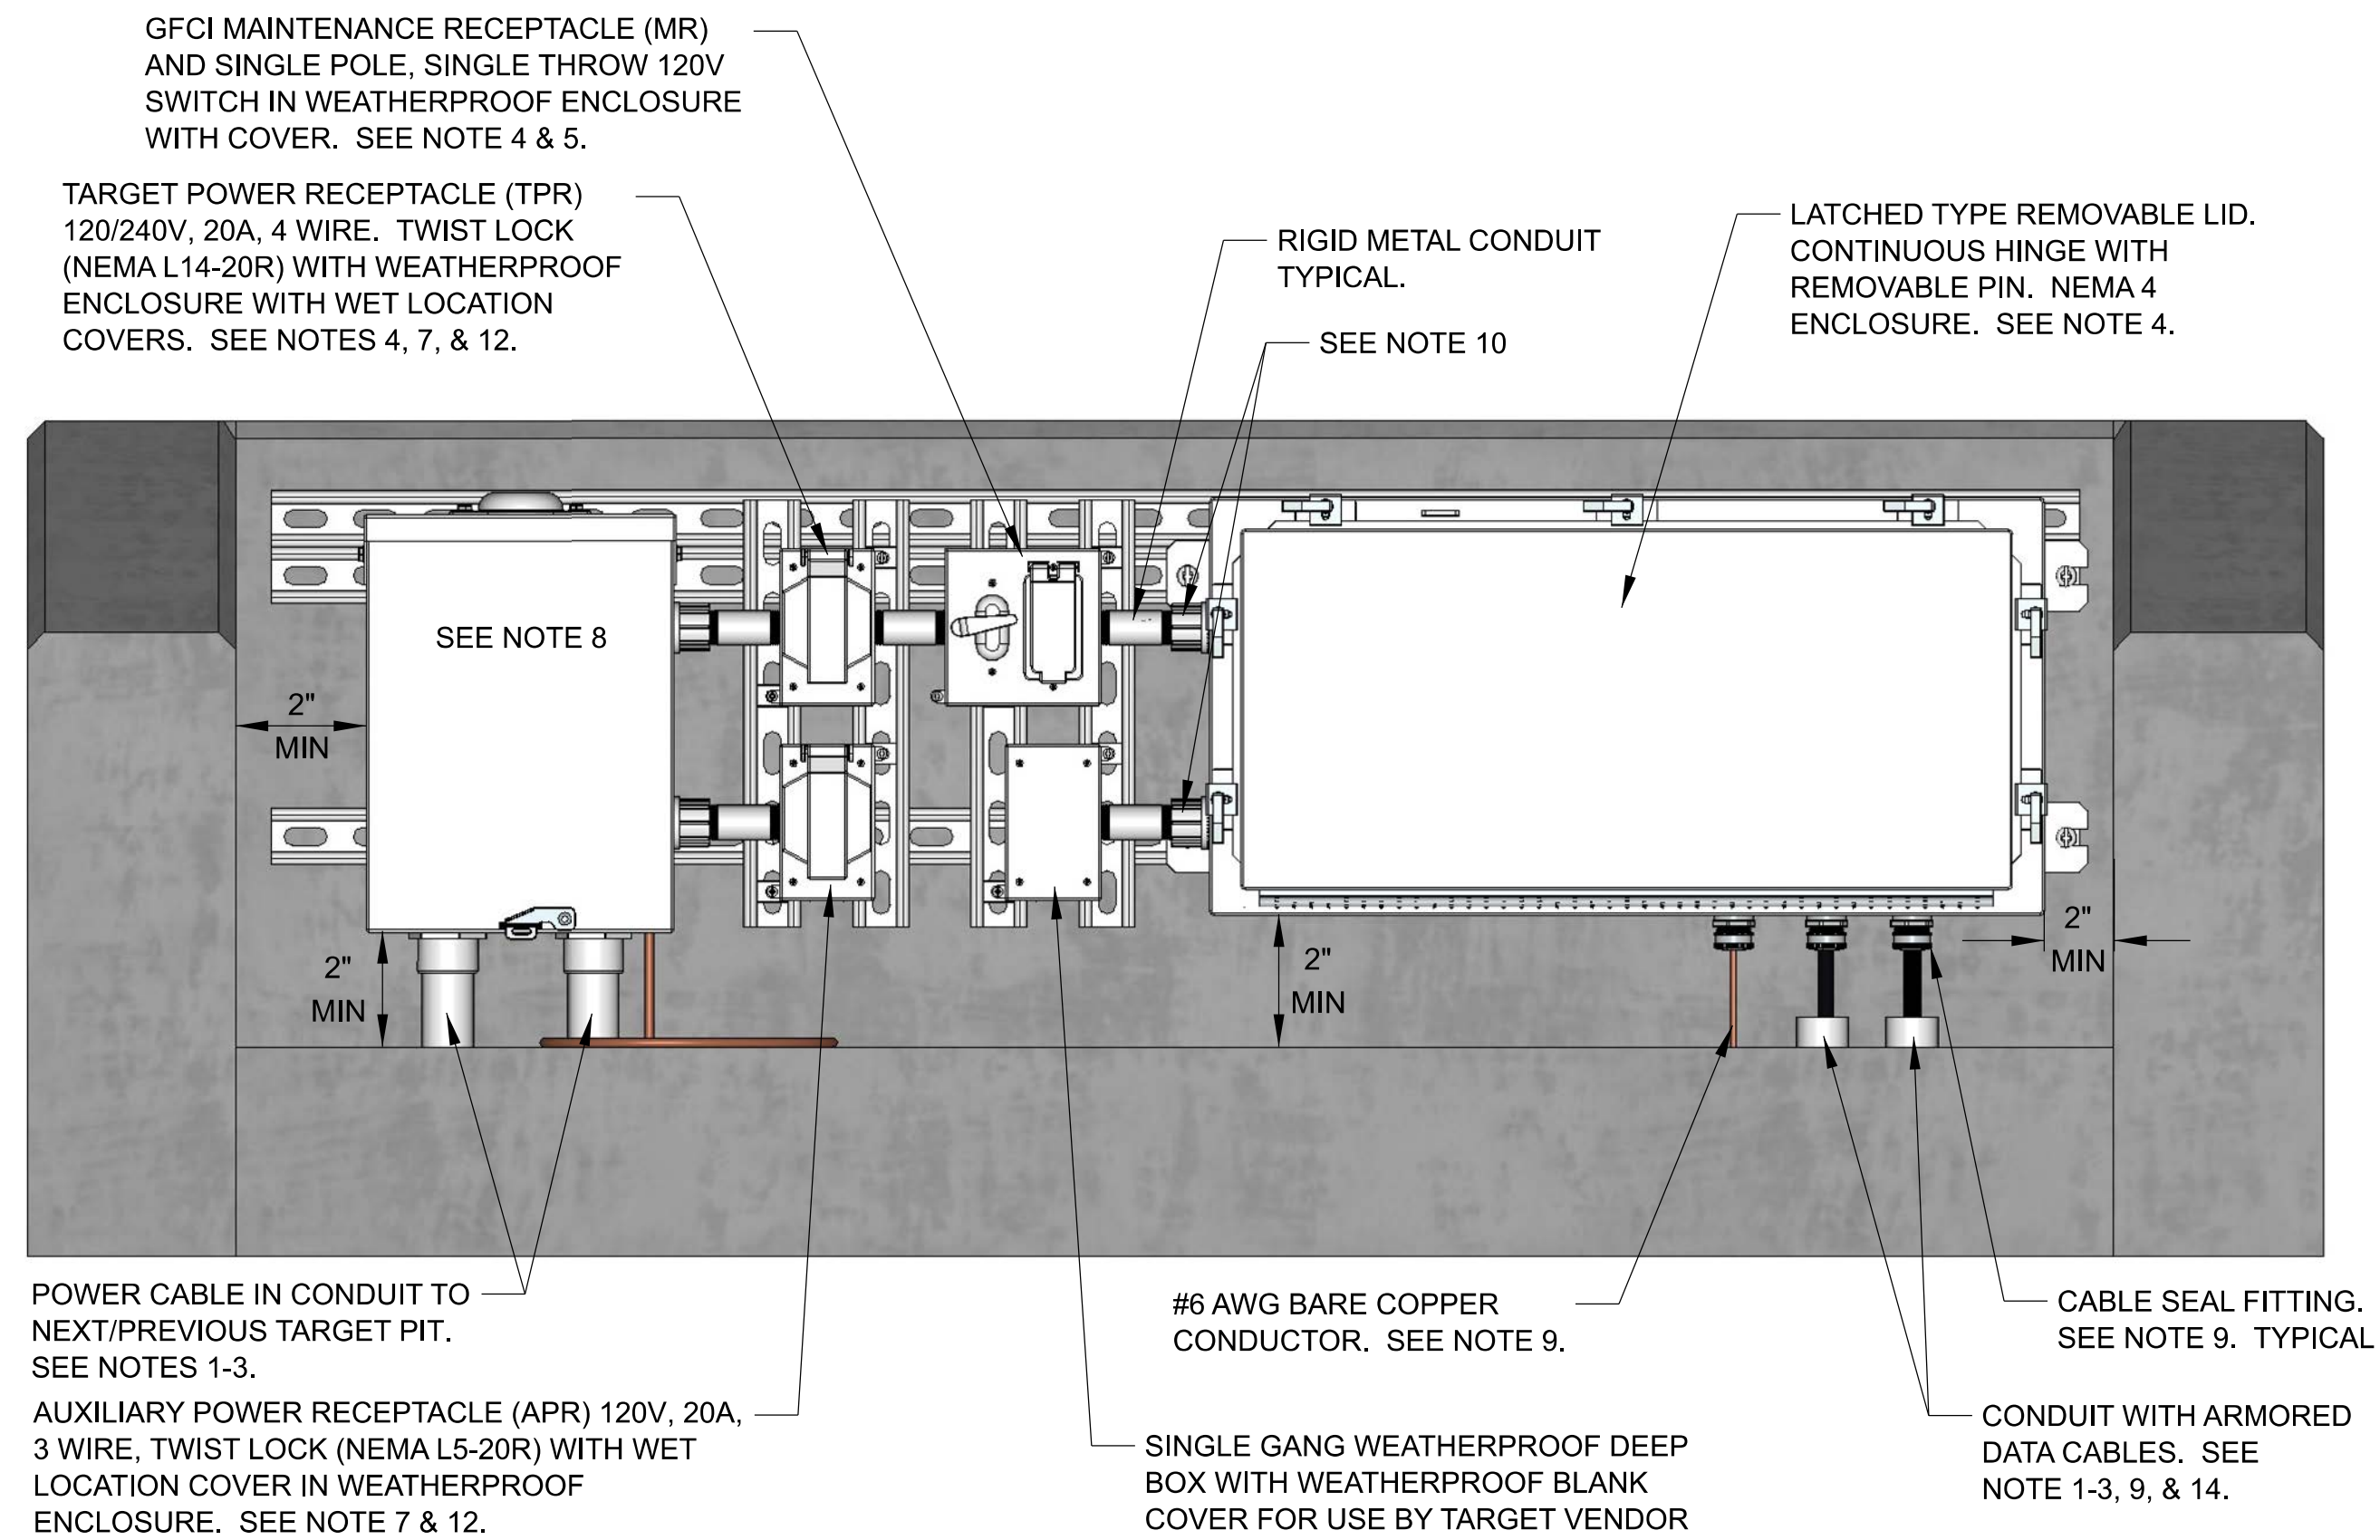 GFCI MAINTENANCE RECEPTACLE (MR)
AND SINGLE POLE, SINGLE THROW 120V
SWITCH IN WEATHERPROOF ENCLOSURE
WITH COVER. SEE NOTE 4 & 5.
TARGET POWER RECEPTACLE (TPR)
120/240V, 20A, 4 WIRE. TWIST LOCK
(NEMA L14-20R) WITH WEATHERPROOF
ENCLOSURE WITH WET LOCATION
COVERS. SEE NOTES 4, 7, & 12.
RIGID METAL CONDUIT
TYPICAL.
SEE NOTE 10
LATCHED TYPE REMOVABLE LID.
CONTINUOUS HINGE WITH
REMOVABLE PIN. NEMA 4
ENCLOSURE. SEE NOTE 4.
SEE NOTE 8
2"
MIN
2"
MIN
2"
MIN
2"
MIN
POWER CABLE IN CONDUIT TO
NEXT/PREVIOUS TARGET PIT.
SEE NOTES 1-3.
AUXILIARY POWER RECEPTACLE (APR) 120V, 20A,
3 WIRE, TWIST LOCK (NEMA L5-20R) WITH WET
LOCATION COVER IN WEATHERPROOF
ENCLOSURE. SEE NOTE 7 & 12.
#6 AWG BARE COPPER
CONDUCTOR. SEE NOTE 9.
SINGLE GANG WEATHERPROOF DEEP
BOX WITH WEATHERPROOF BLANK
COVER FOR USE BY TARGET VENDOR
CABLE SEAL FITTING.
SEE NOTE 9. TYPICAL
CONDUIT WITH ARMORED
DATA CABLES. SEE
NOTE 1-3, 9, & 14.